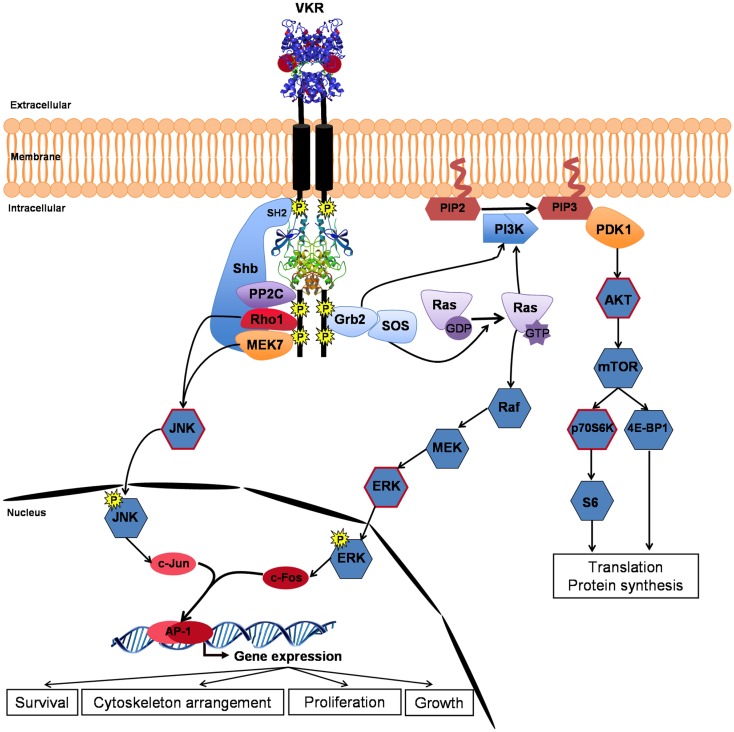 VKR
Extracellular
Membrane
Intracellular
SH2
P
P
PIP2
PIP3
PI3K
PDK1
Shb
PP2C
Rho1
MEK7
P
P
P
P
Grb2
SOS
Ras
GDP
Ras
GTP
AKT
mTOR
p70S6K
4E-BP1
S6
Translation
Protein synthesis
Raf
MEK
ERK
JNK
Nucleus
P
JNK
P
ERK
c-Jun
c-Fos
AP-1
Gene expression
Survival
Cytoskeleton arrangement
Proliferation
Growth